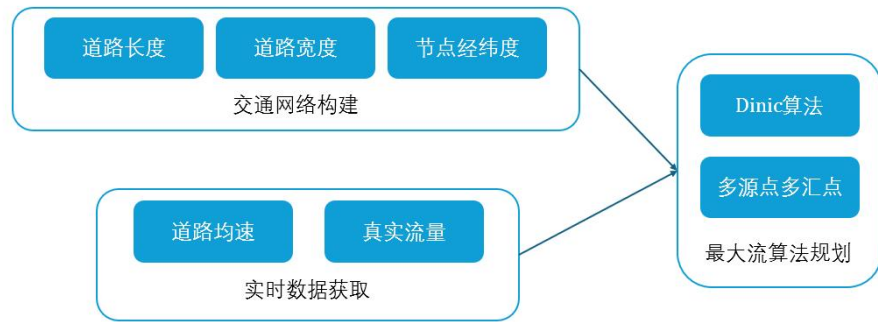 道路长度
道路宽度
节点经纬度
交通网络构建
道路均速
真实流量
实时数据获取
Dinic算法
多源点多汇点
最大流算法规划